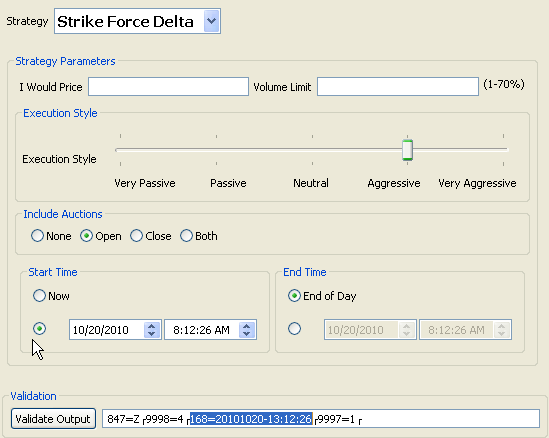 Strategy Strike Force Delta
Strategy Parameters
I Would Price Volume Limit (1-70%)
Execution Style
Execution Style
Very Passive Passive Neutral Aggressive Very Aggressive
Include Auctions
None Open Close Both
Start Time End Time
Now End of Day
10/20/2010 8:12:26 AM 10/20/2010 8:12:26 AM
Validation
Validate Output 847=Z┌9998=4┌168=20101020-13:12:26┌9997=1┌